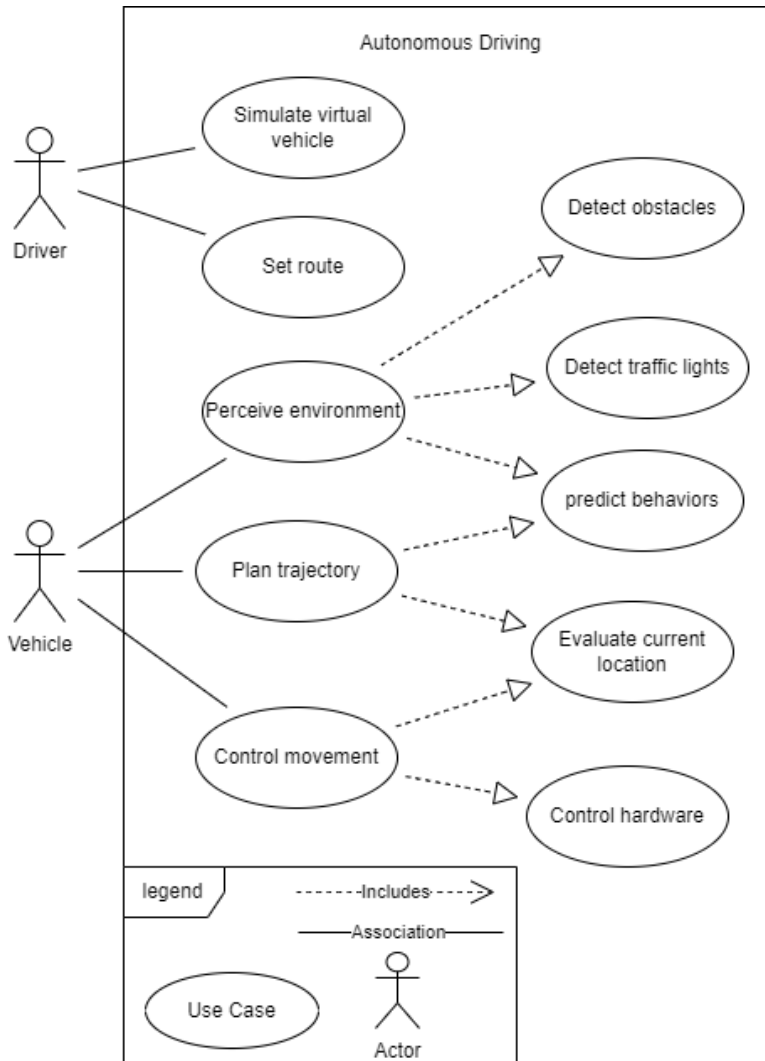 Autonomous Driving
Simulate virtual
vehicle
Driver
Set route
Detect obstacles
Detect traffic lights
Perceive environment
predict behaviors
Plan trajectory
Vehicle
Evaluate current
location
Control movement
Control hardware
legend
Includes
Association
Use Case
Actor